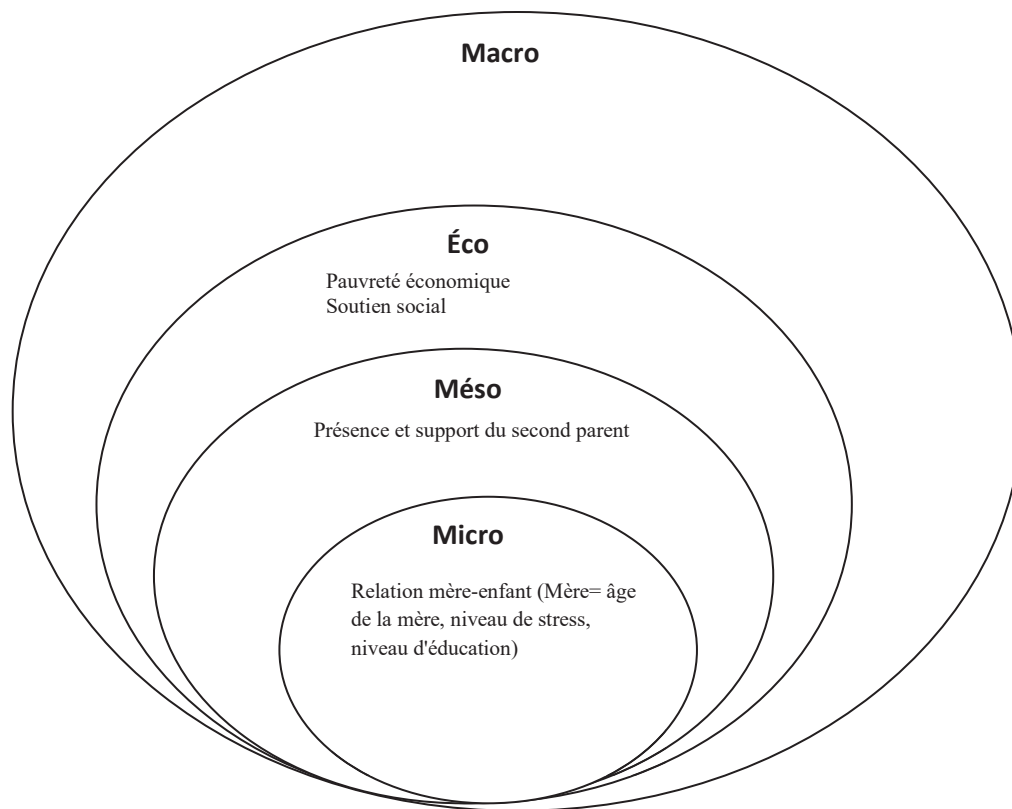 Macro
Éco
Pauvreté économique
Soutien social
Méso
Présence et support du second parent
Micro
Relation mère-enfant (Mère= âge
de la mère, niveau de stress,
niveau d'éducation)